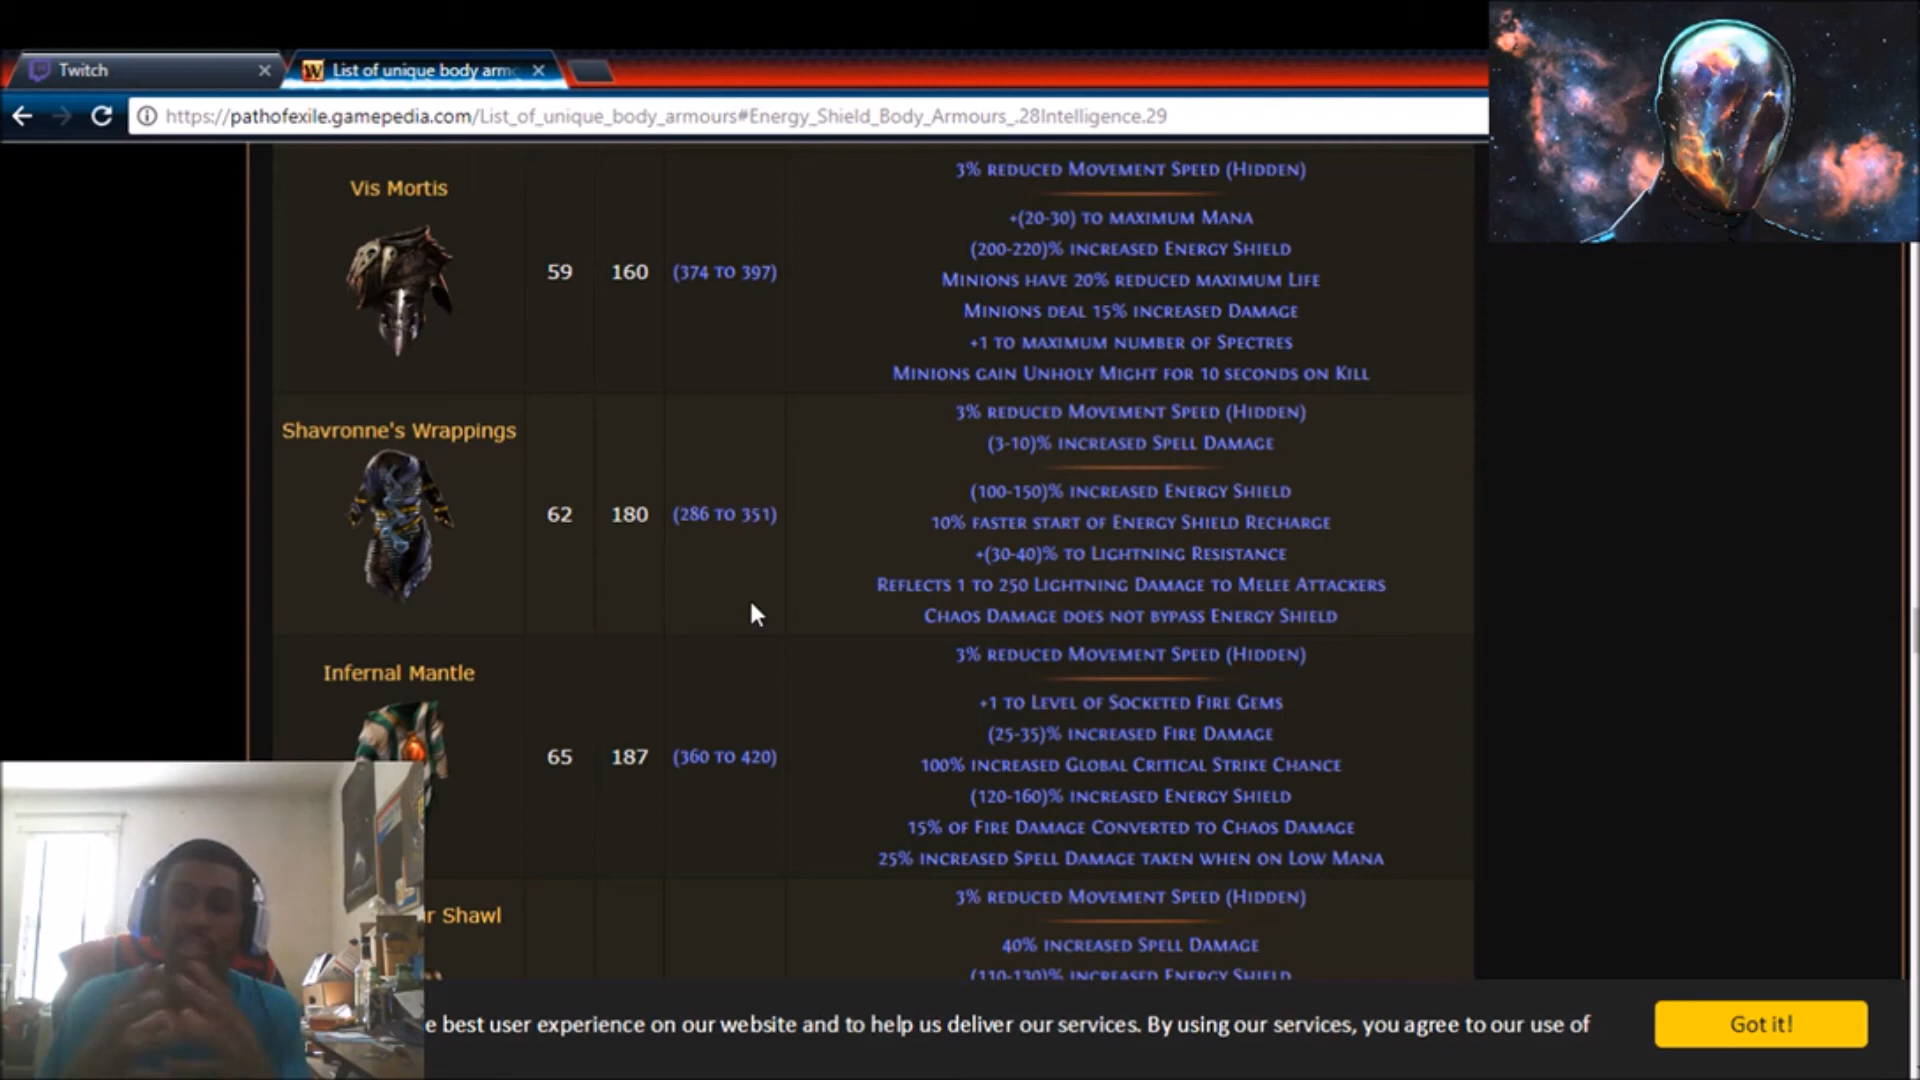 Twitch
List of unique body armo
https://pathofexile.gamepedia.com/List_of_unique_body_armours#Energy_Shield_Body_Armours_.28Intelligence.29
Vis Mortis
59
160
(374 to 397)
3% reduced Movement Speed (Hidden)
+(20-30) to maximum Mana
(200-220)% increased Energy Shield
Minions have 20% reduced maximum Life
Minions deal 15% increased Damage
+1 to maximum number of Spectres
Minions gain Unholy Might for 10 seconds on Kill
Shavronne's Wrappings
62
180
(286 to 351)
3% reduced Movement Speed (Hidden)
(3-10)% increased Spell Damage
(100-150)% increased Energy Shield
10% faster start of Energy Shield Recharge
+(30-40)% to Lightning Resistance
Reflects 1 to 250 Lightning Damage to Melee Attackers
Chaos Damage does not bypass Energy Shield
Infernal Mantle
65
187
(360 to 420)
3% reduced Movement Speed (Hidden)
+1 to Level of Socketed Fire Gems
(25-35)% increased Fire Damage
100% increased Global Critical Strike Chance
(120-160)% increased Energy Shield
15% of Fire Damage Converted to Chaos Damage
25% increased Spell Damage taken when on Low Mana
r Shawl
3% reduced Movement Speed (Hidden)
40% increased Spell Damage
(110-130)% increased Energy Shield
e best user experience on our website and to help us deliver our services. By using our services, you agree to our use of
Got it!